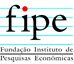 fipe
Fundação Instituto de
Pesquisas Econômicas